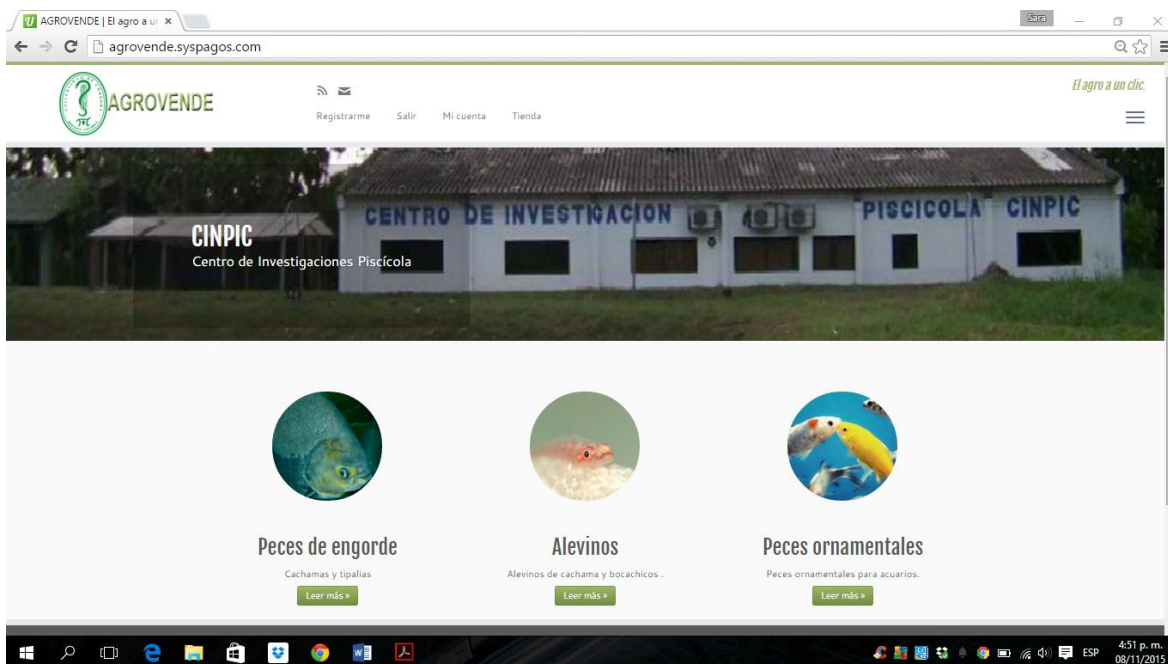 AGROVENDE | El agro a u
Sara
agrovende.syspagos.com
AGROVENDE
El agro a un clic.
Registrarme Salir Mi cuenta Tienda
CENTRO DE INVESTIGACION PISCICOLA CINPIC
CINPIC
Centro de Investigaciones Piscícola
Peces de engorde
Cachamas y tipalias
Leer más »
Alevinos
Alevinos de cachama y bocachicos .
Leer más »
Peces ornamentales
Peces ornamentales para acuarios.
Leer más »
ESP
4:51 p. m.
08/11/2015